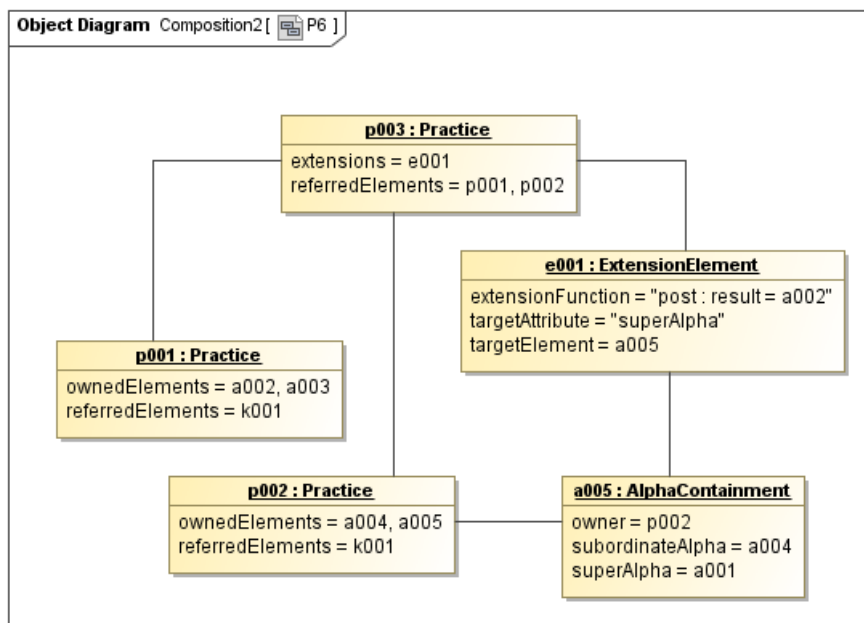 Object Diagram Composition2 [ P6 ]
p003 : Practice
extensions = e001
referredElements = p001, p002
e001 : ExtensionElement
extensionFunction = "post : result = a002"
targetAttribute = "superAlpha"
targetElement = a005
p001 : Practice
ownedElements = a002, a003
referredElements = k001
p002 : Practice
ownedElements = a004, a005
referredElements = k001
a005 : AlphaContainment
owner = p002
subordinateAlpha = a004
superAlpha = a001